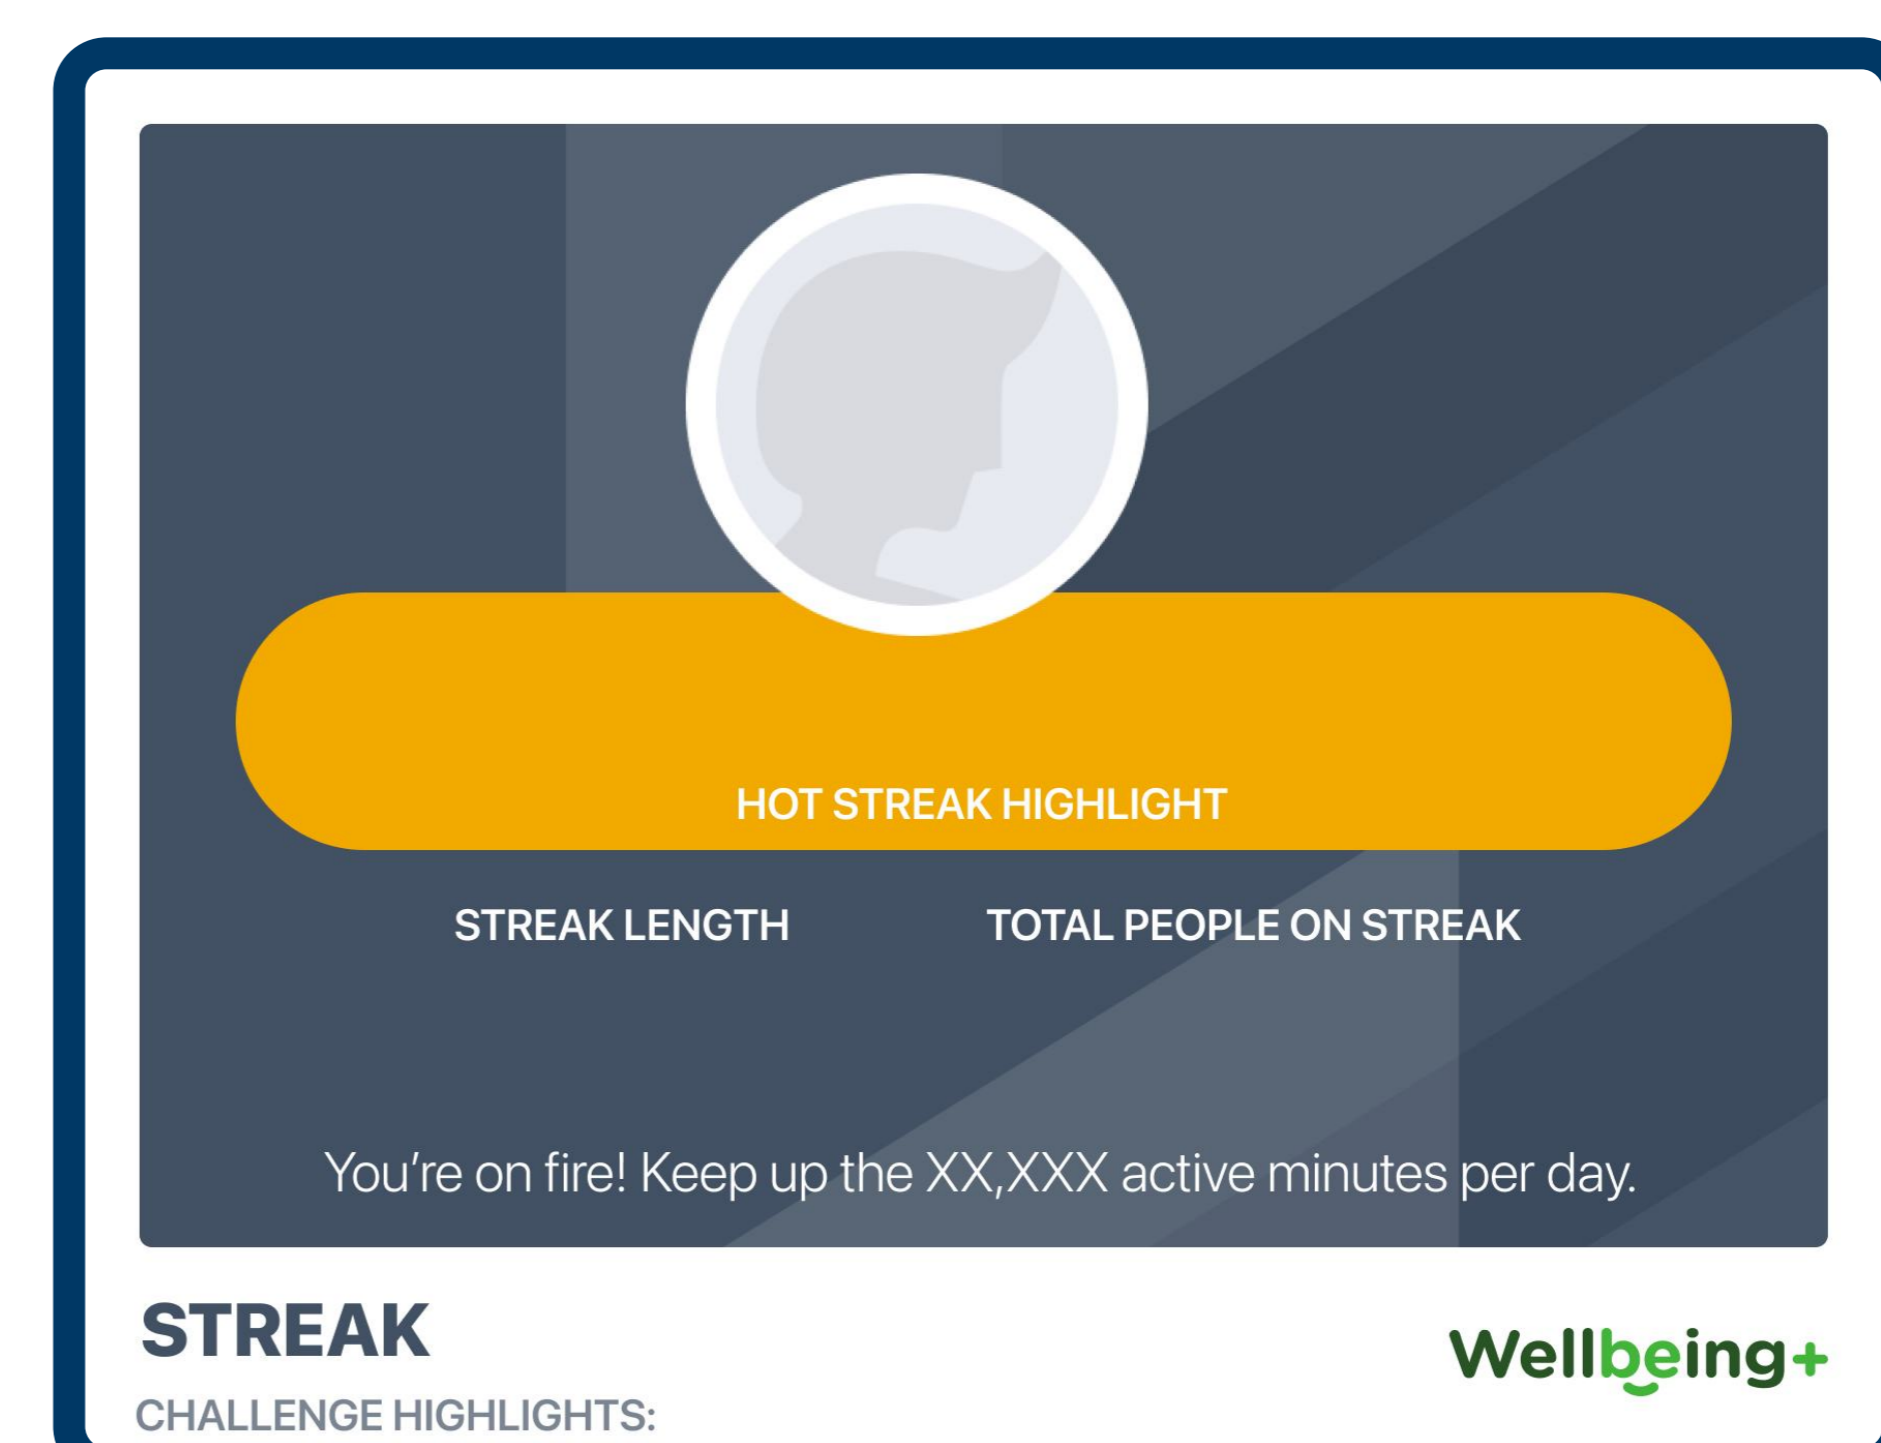 HOT STREAK HIGHLIGHT
STREAK LENGTH
TOTAL PEOPLE ON STREAK
You’re on fire! Keep up the XX,XXX active minutes per day.
STREAK
Wellbeing+
CHALLENGE HIGHLIGHTS: